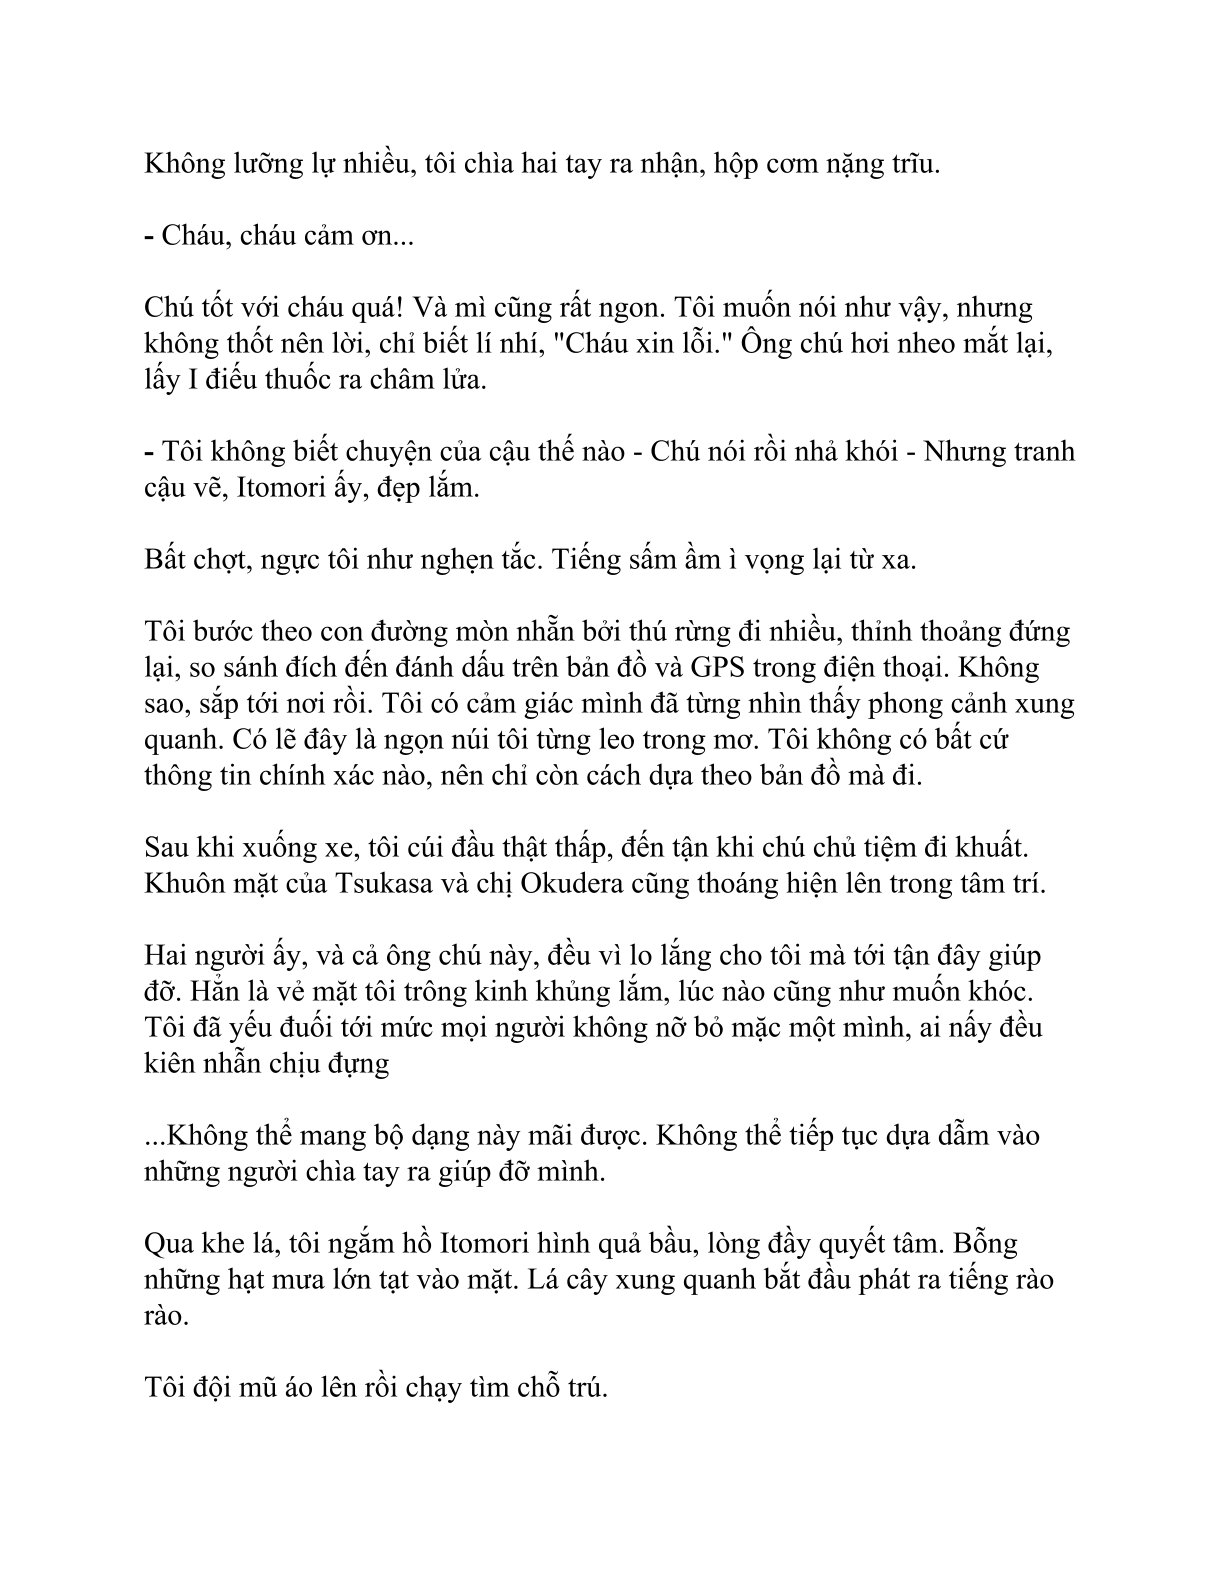 Không lưỡng lự nhiều, tôi chìa hai tay ra nhận, hộp cơm nặng trĩu.
- Cháu, cháu cảm ơn...
Chú tốt với cháu quá! Và mì cũng rất ngon. Tôi muốn nói như vậy, nhưng
không thốt nên lời, chỉ biết lí nhí, "Cháu xin lỗi." Ông chú hơi nheo mắt lại,
lấy I điếu thuốc ra châm lửa.
- Tôi không biết chuyện của cậu thế nào - Chú nói rồi nhả khói - Nhưng tranh
cậu vẽ, Itomori ấy, đẹp lắm.
Bất chợt, ngực tôi như nghẹn tắc. Tiếng sấm ầm ì vọng lại từ xa.
Tôi bước theo con đường mòn nhẵn bởi thú rừng đi nhiều, thỉnh thoảng đứng
lại, so sánh đích đến đánh dấu trên bản đồ và GPS trong điện thoại. Không
sao, sắp tới nơi rồi. Tôi có cảm giác mình đã từng nhìn thấy phong cảnh xung
quanh. Có lẽ đây là ngọn núi tôi từng leo trong mơ. Tôi không có bất cứ
thông tin chính xác nào, nên chỉ còn cách dựa theo bản đồ mà đi.
Sau khi xuống xe, tôi cúi đầu thật thấp, đến tận khi chú chủ tiệm đi khuất.
Khuôn mặt của Tsukasa và chị Okudera cũng thoáng hiện lên trong tâm trí.
Hai người ấy, và cả ông chú này, đều vì lo lắng cho tôi mà tới tận đây giúp
đỡ. Hẳn là vẻ mặt tôi trông kinh khủng lắm, lúc nào cũng như muốn khóc.
Tôi đã yếu đuối tới mức mọi người không nỡ bỏ mặc một mình, ai nấy đều
kiên nhẫn chịu đựng
...Không thể mang bộ dạng này mãi được. Không thể tiếp tục dựa dẫm vào
những người chìa tay ra giúp đỡ mình.
Qua khe lá, tôi ngắm hồ Itomori hình quả bầu, lòng đầy quyết tâm. Bỗng
những hạt mưa lớn tạt vào mặt. Lá cây xung quanh bắt đầu phát ra tiếng rào
rào.
Tôi đội mũ áo lên rồi chạy tìm chỗ trú.